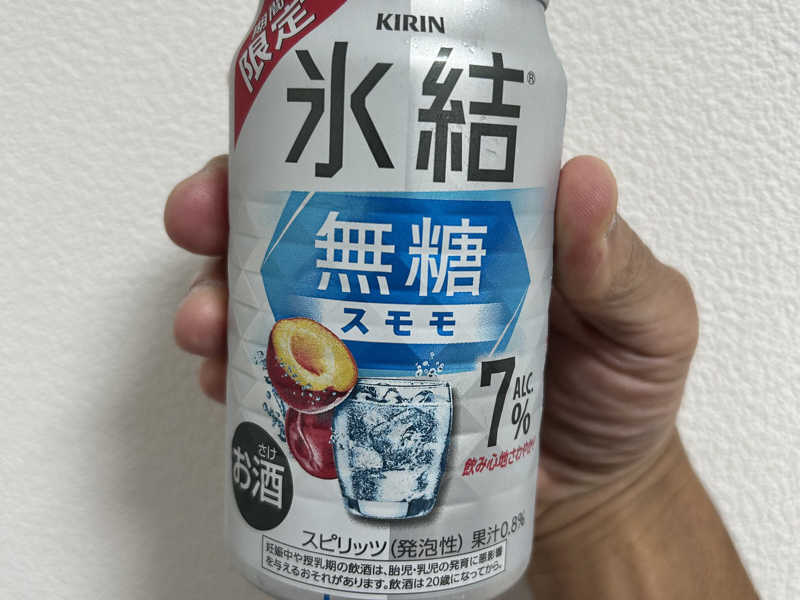 期間
限定
KIRIN
氷結®
無糖
スモモ
7
ALC.
%
飲み心地さわやか!
さけ
お酒
スピリッツ(発泡性) 果汁0.8%
妊娠中や授乳期の飲酒は、胎児・乳児の発育に悪影響
を与えるおそれがあります。飲酒は20歳になってから。